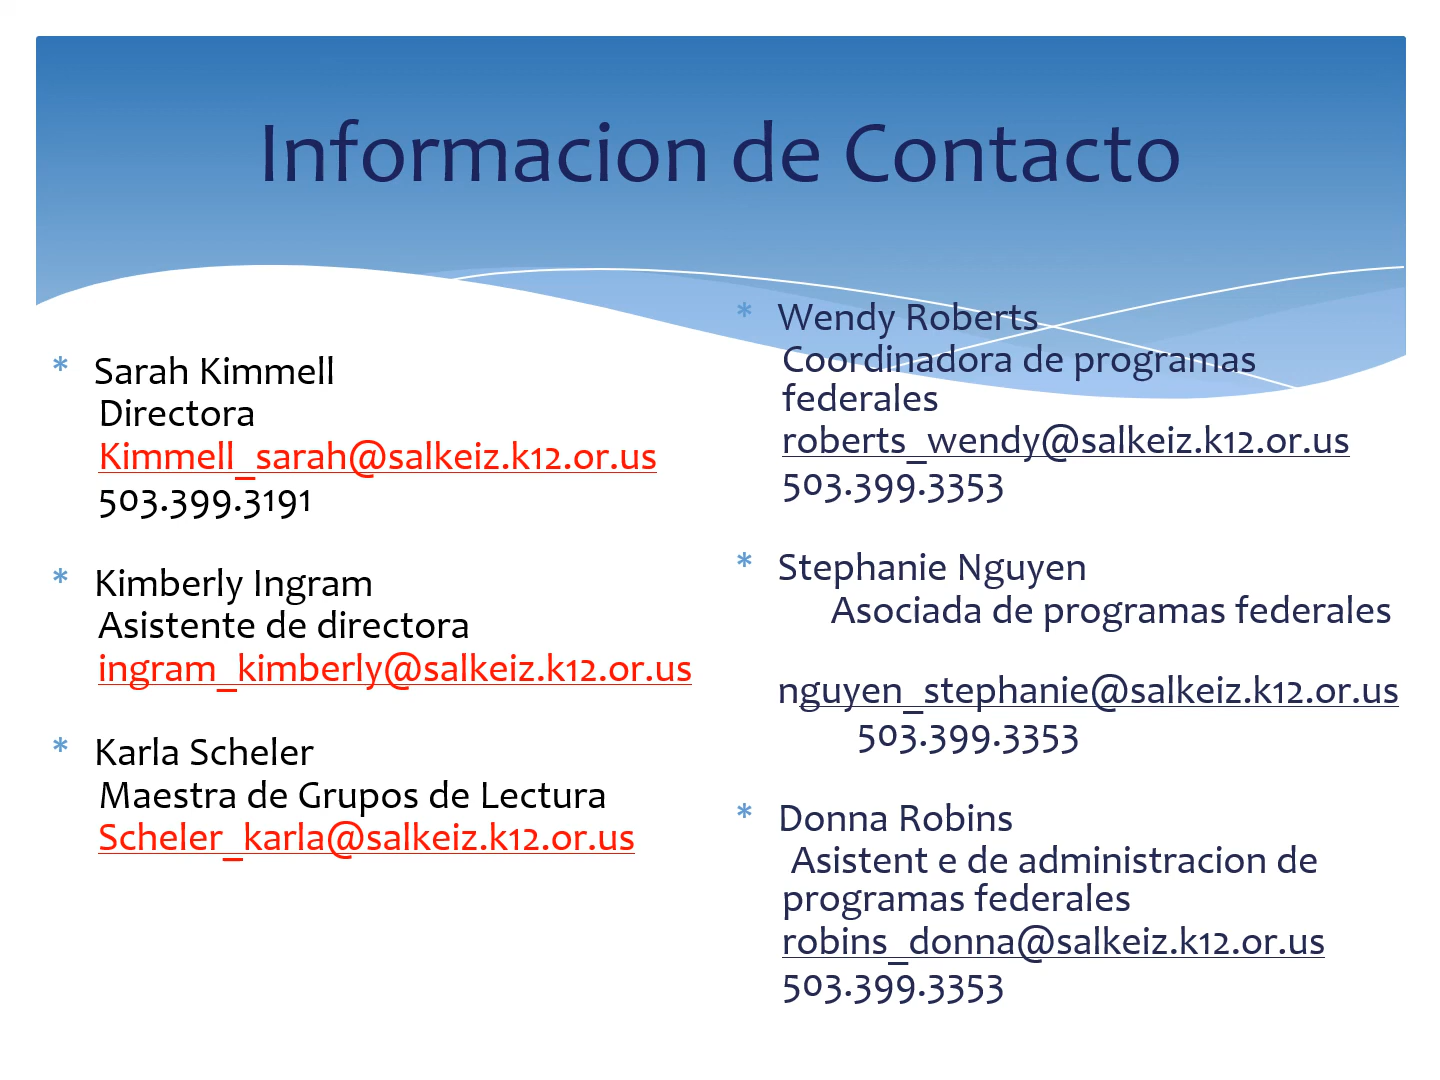 Informacion de Contacto
* Sarah Kimmell
Directora
Kimmell_sarah@salkeiz.k12.or.us
503.399.3191
* Kimberly Ingram
Asistente de directora
ingram_kimberly@salkeiz.k12.or.us
* Karla Scheler
Maestra de Grupos de Lectura
Scheler_karla@salkeiz.k12.or.us
* Wendy Roberts
Coordinadora de programas
federales
roberts_wendy@salkeiz.k12.or.us
503.399.3353
* Stephanie Nguyen
Asociada de programas federales
nguyen_stephanie@salkeiz.k12.or.us
503.399.3353
* Donna Robins
Asistent e de administracion de
programas federales
robins_donna@salkeiz.k12.or.us
503.399.3353